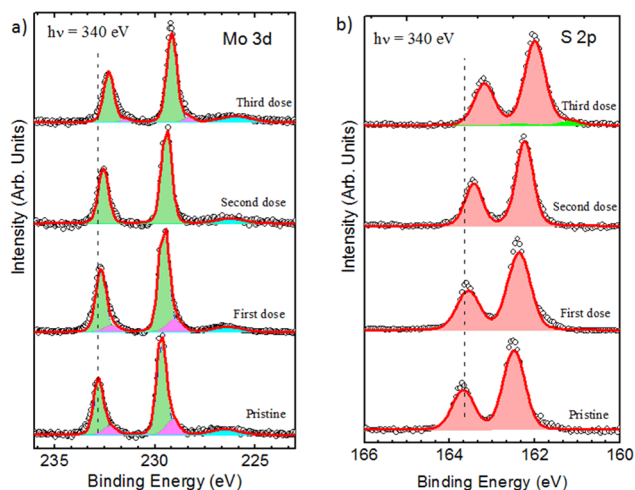 a)
hν = 340 eV
Mo 3d
Third dose
Second dose
First dose
Pristine
Intensity (Arb. Units)
235
230
225
Binding Energy (eV)
b)
hν = 340 eV
S 2p
Third dose
Second dose
First dose
Pristine
Intensity (Arb. Units)
166
164
162
160
Binding Energy (eV)